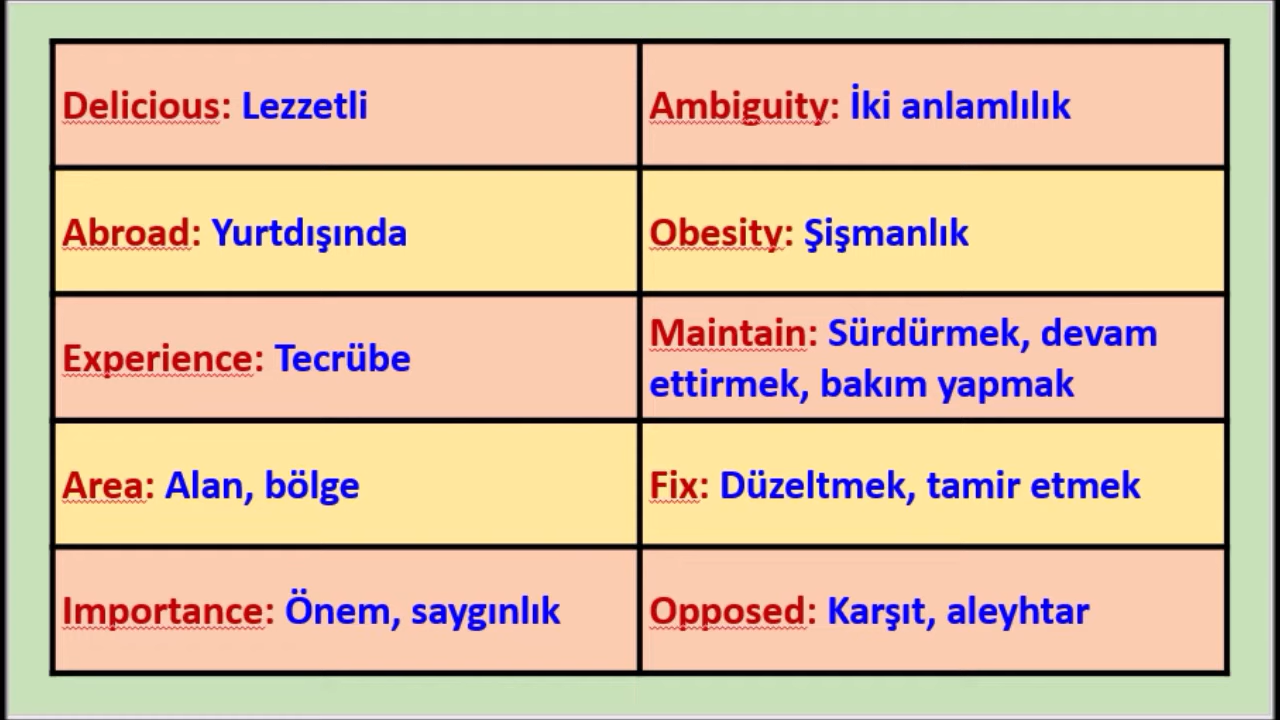 Delicious: Lezzetli
Ambiguity: İki anlamlılık
Abroad: Yurtdışında
Obesity: Şişmanlık
Experience: Tecrübe
Maintain: Sürdürmek, devam
ettirmek, bakım yapmak
Area: Alan, bölge
Fix: Düzeltmek, tamir etmek
Importance: Önem, saygınlık
Opposed: Karşıt, aleyhtar